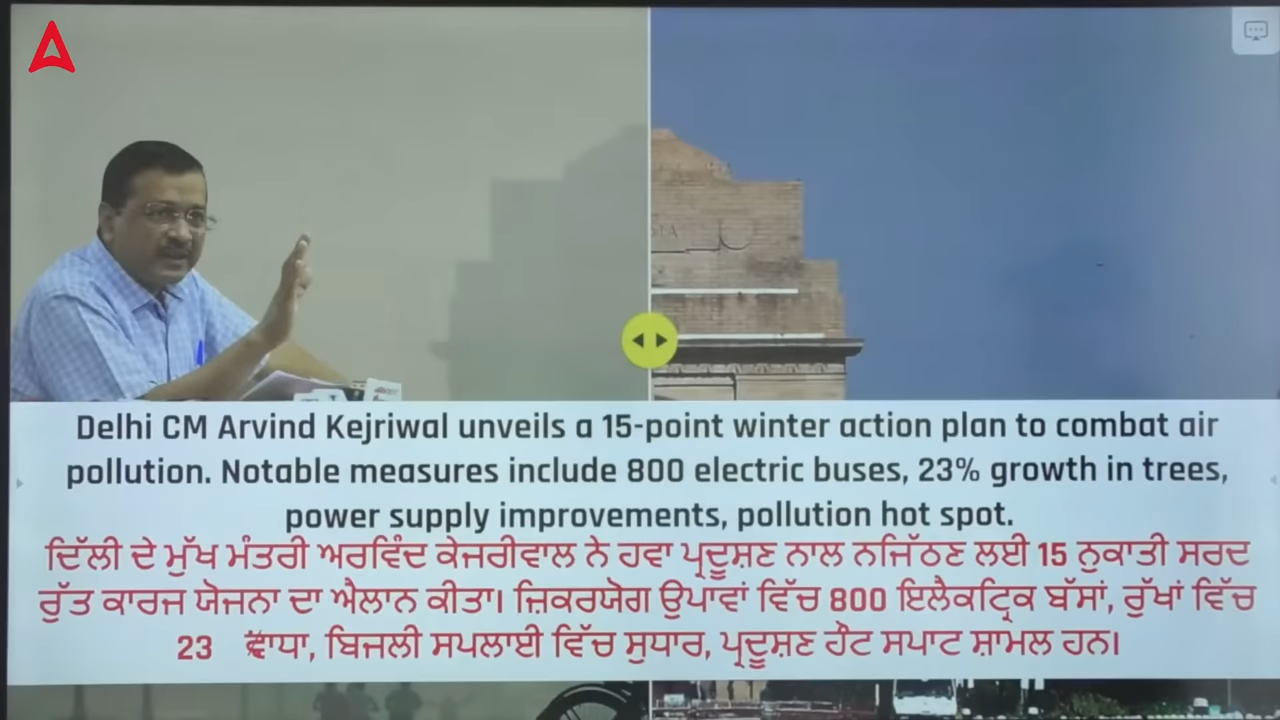 DIA
Delhi CM Arvind Kejriwal unveils a 15-point winter action plan to combat air
pollution. Notable measures include 800 electric buses, 23% growth in trees,
power supply improvements, pollution hot spot.
ਦਿੱਲੀ ਦੇ ਮੁੱਖ ਮੰਤਰੀ ਅਰਵਿੰਦ ਕੇਜਰੀਵਾਲ ਨੇ ਹਵਾ ਪ੍ਰਦੂਸ਼ਣ ਨਾਲ ਨਜਿੱਠਣ ਲਈ 15 ਨੁਕਾਤੀ ਸਰਦ
ਰੁੱਤ ਕਾਰਜ ਯੋਜਨਾ ਦਾ ਐਲਾਨ ਕੀਤਾ। ਜ਼ਿਕਰਯੋਗ ਉਪਾਵਾਂ ਵਿੱਚ 800 ਇਲੈਕਟ੍ਰਿਕ ਬੱਸਾਂ, ਰੁੱਖਾਂ ਵਿੱਚ
23 ਵਾਧਾ, ਬਿਜਲੀ ਸਪਲਾਈ ਵਿੱਚ ਸੁਧਾਰ, ਪ੍ਰਦੂਸ਼ਣ ਹੌਟ ਸਪਾਟ ਸ਼ਾਮਲ ਹਨ।